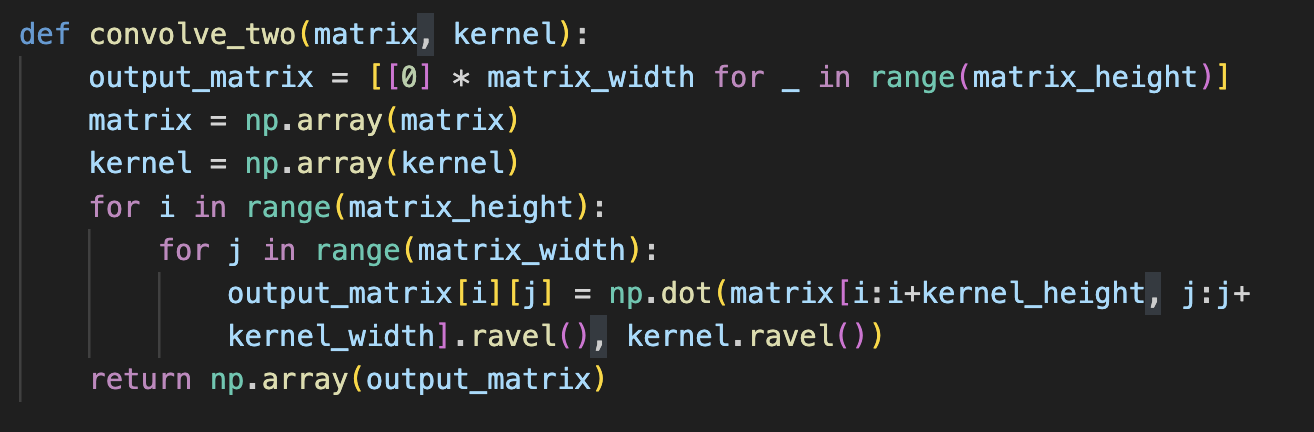 def convolve_two(matrix, kernel):
    output_matrix = [[0] * matrix_width for _ in range(matrix_height)]
    matrix = np.array(matrix)
    kernel = np.array(kernel)
    for i in range(matrix_height):
        for j in range(matrix_width):
            output_matrix[i][j] = np.dot(matrix[i:i+kernel_height, j:j+
            kernel_width].ravel(), kernel.ravel())
    return np.array(output_matrix)